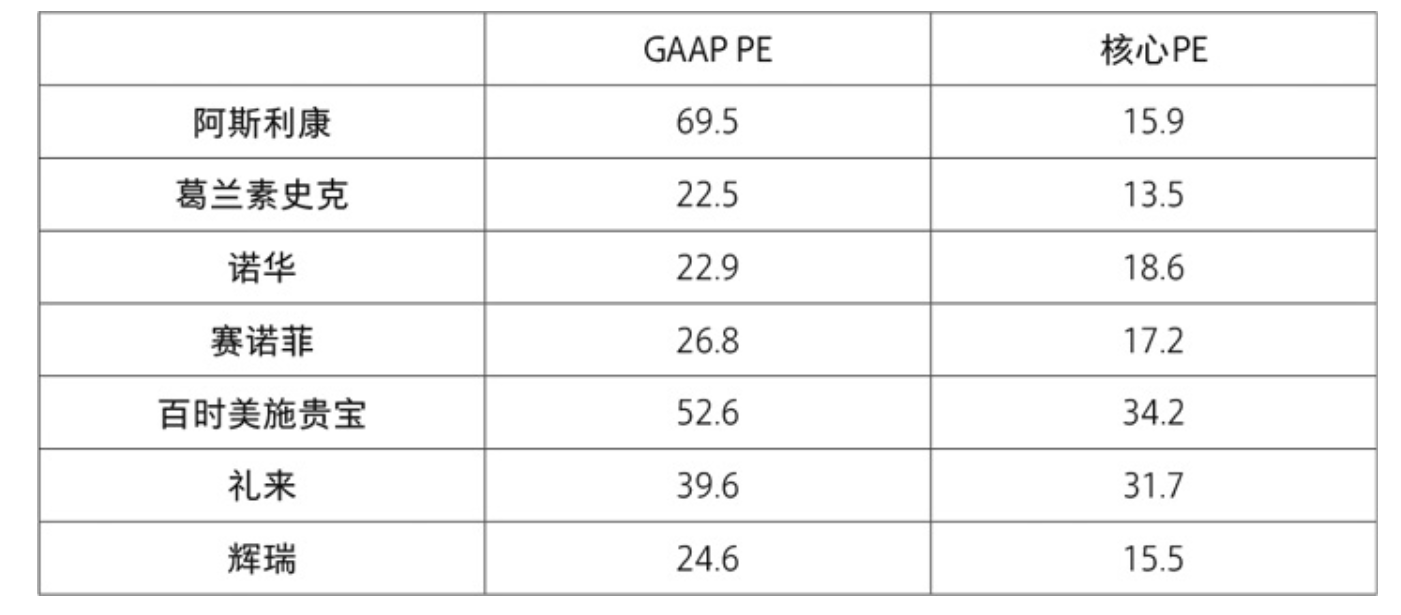 GAAP PE 核心PE
阿斯利康 69.5 15.9
葛兰素史克 22.5 13.5
诺华 22.9 18.6
赛诺菲 26.8 17.2
百时美施贵宝 52.6 34.2
礼来 39.6 31.7
辉瑞 24.6 15.5